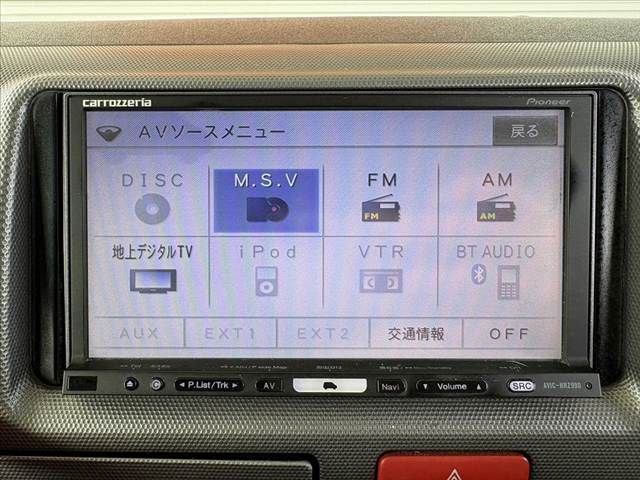 carrozzeria Pioneer
AVソースメニュー 戻る
DISC M.S.V FM AM
FM AM
地上デジタルTV iPod VTR BT AUDIO
AUX EXT1 EXT2 交通情報 OFF
P.List/Trk AV Navi Volume SRC AVIC-HRZ990